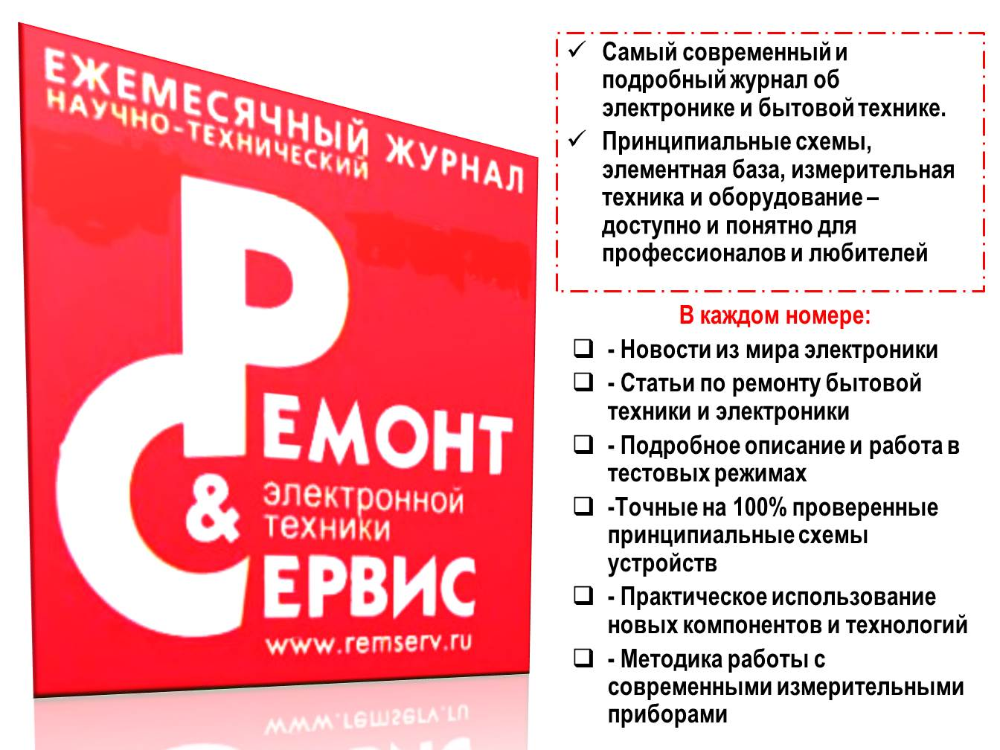 ЕЖЕМЕСЯЧНЫЙ ЖУРНАЛ
НАУЧНО-ТЕХНИЧЕСКИЙ
РЕМОНТ
&
электронной
техники
СЕРВИС
www.remserv.ru
www.remserv.ru
✓ Самый современный и
подробный журнал об
электронике и бытовой технике.
✓ Принципиальные схемы,
элементная база, измерительная
техника и оборудование –
доступно и понятно для
профессионалов и любителей
В каждом номере:
❑ - Новости из мира электроники
❑ - Статьи по ремонту бытовой
техники и электроники
❑ - Подробное описание и работа в
тестовых режимах
❑ -Точные на 100% проверенные
принципиальные схемы
устройств
❑ - Практическое использование
новых компонентов и технологий
❑ - Методика работы с
современными измерительными
приборами